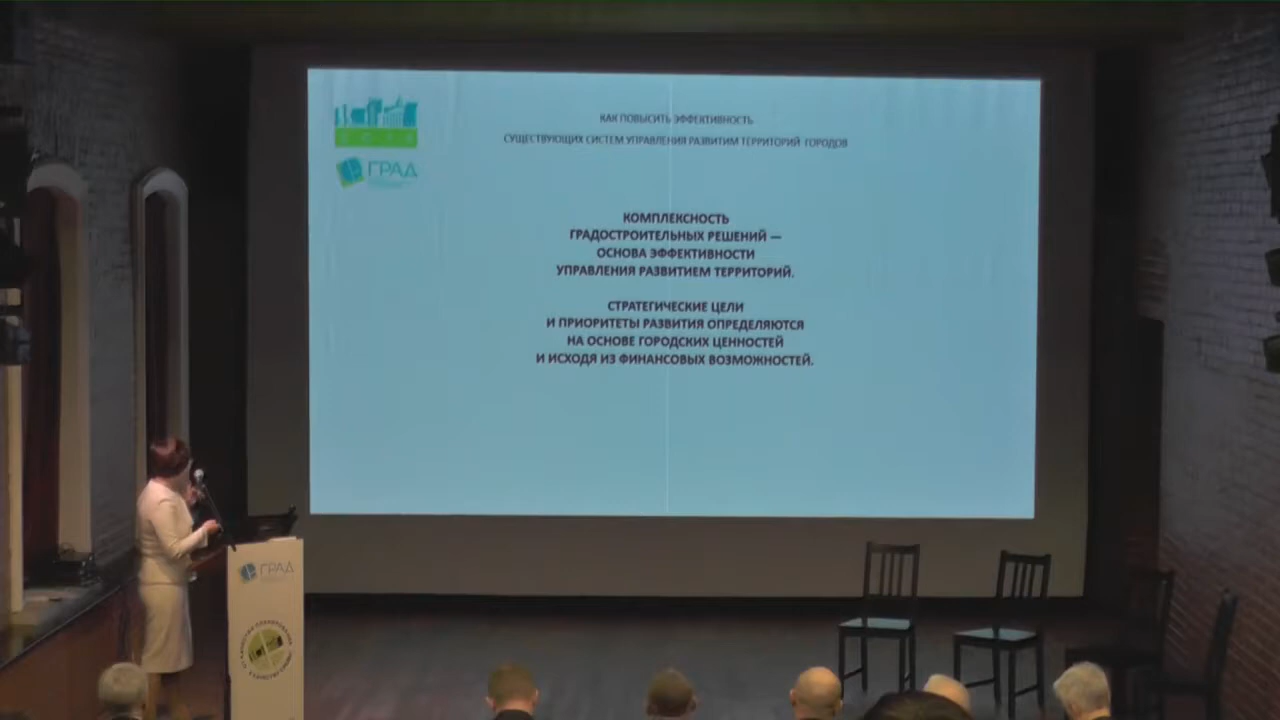 КАК ПОВЫСИТЬ ЭФФЕКТИВНОСТЬ
СУЩЕСТВУЮЩИХ СИСТЕМ УПРАВЛЕНИЯ РАЗВИТИМ ТЕРРИТОРИЙ ГОРОДОВ
ГРАД
КОМПЛЕКСНОСТЬ
ГРАДОСТРОИТЕЛЬНЫХ РЕШЕНИЙ —
ОСНОВА ЭФФЕКТИВНОСТИ
УПРАВЛЕНИЯ РАЗВИТИЕМ ТЕРРИТОРИЙ.
СТРАТЕГИЧЕСКИЕ ЦЕЛИ
И ПРИОРИТЕТЫ РАЗВИТИЯ ОПРЕДЕЛЯЮТСЯ
НА ОСНОВЕ ГОРОДСКИХ ЦЕННОСТЕЙ
И ИСХОДЯ ИЗ ФИНАНСОВЫХ ВОЗМОЖНОСТЕЙ.
ГРАД